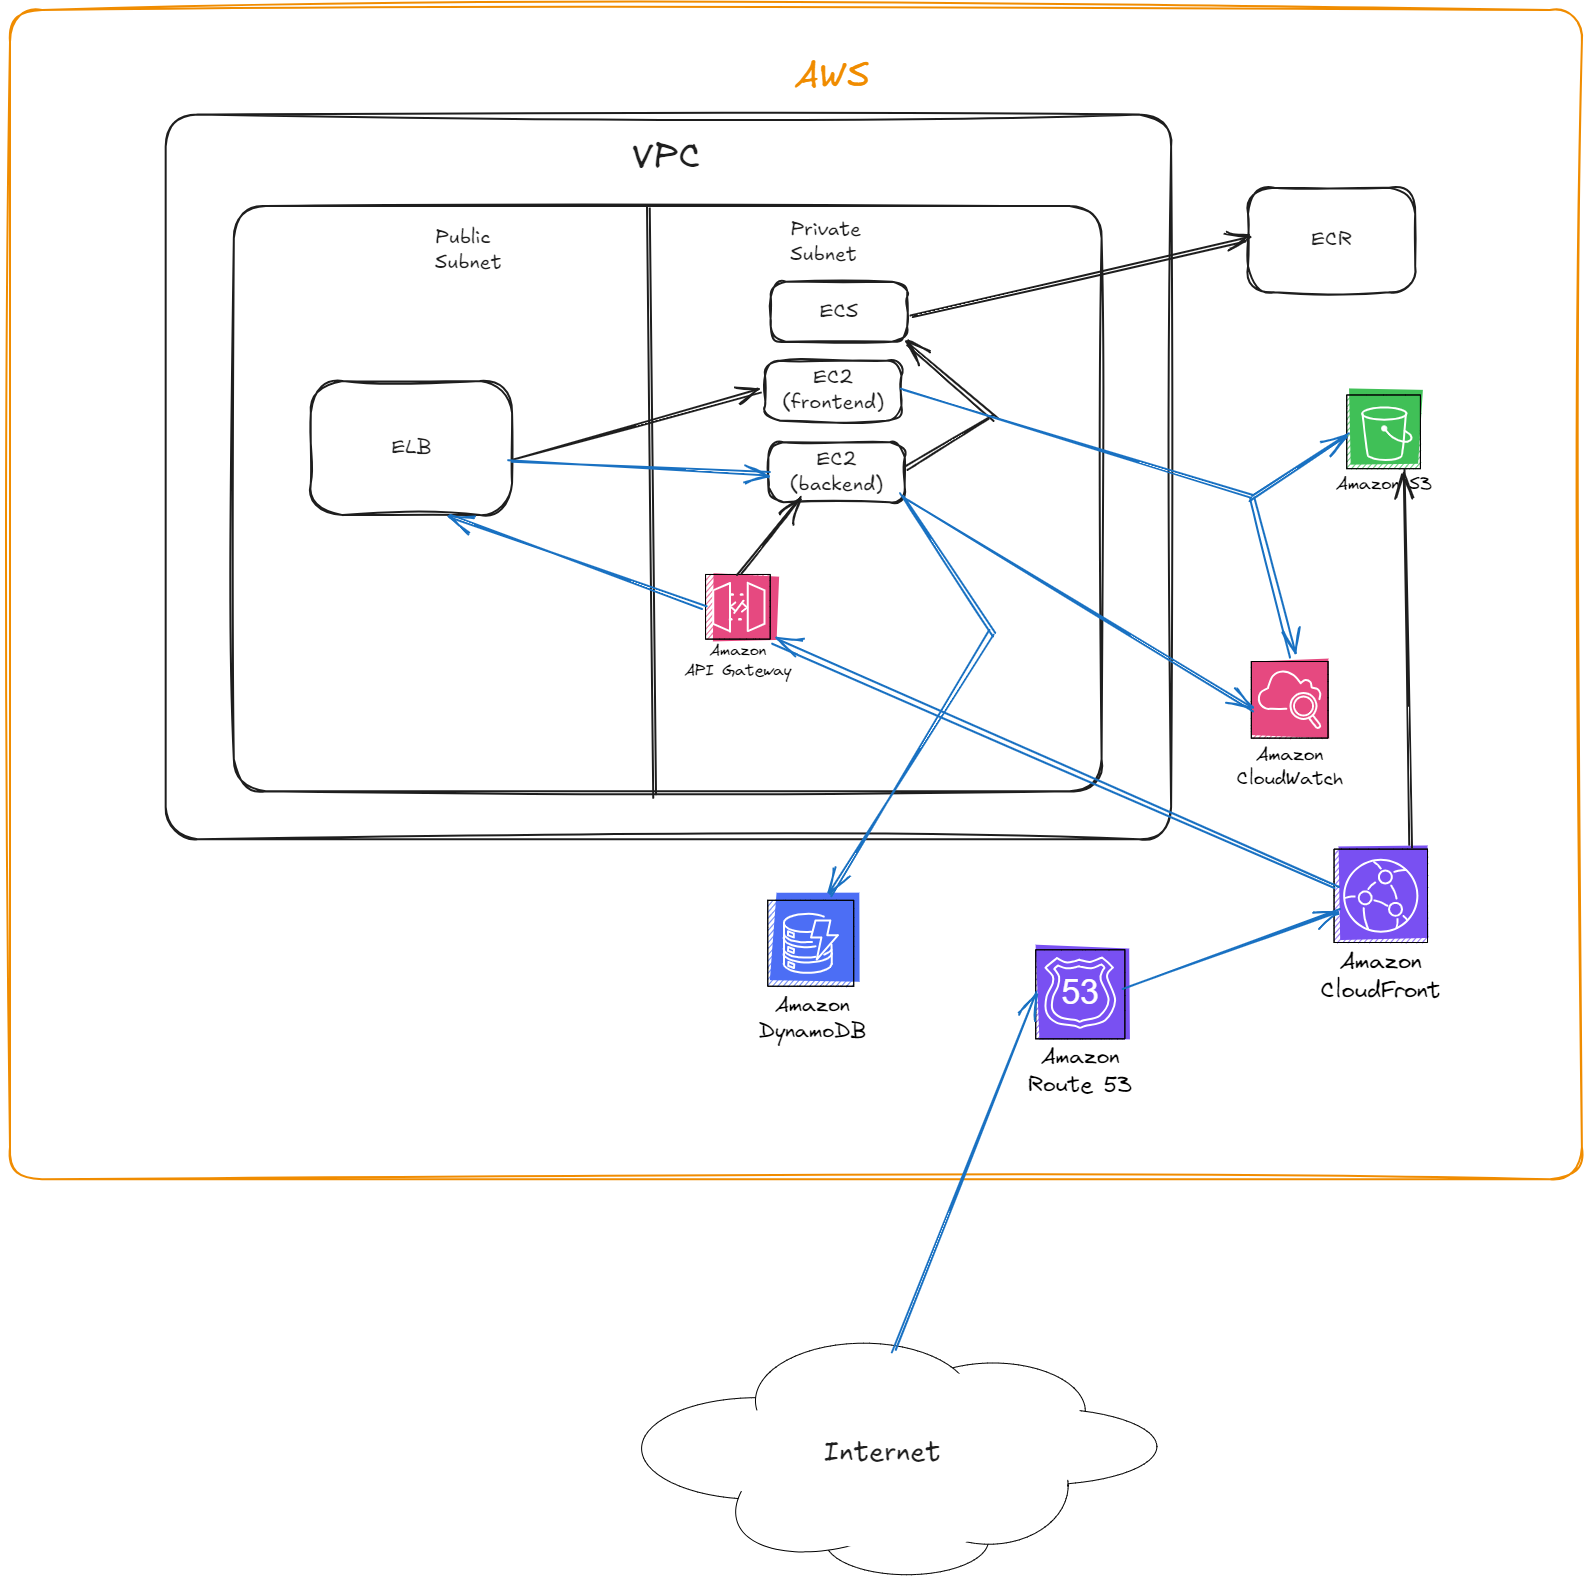 AWS
VPC
Public
Subnet
Private
Subnet
ECR
ECS
EC2
(frontend)
ELB
EC2
(backend)
Amazon S3
Amazon
API Gateway
Amazon
CloudWatch
Amazon
CloudFront
Amazon
DynamoDB
53
Amazon
Route 53
Internet